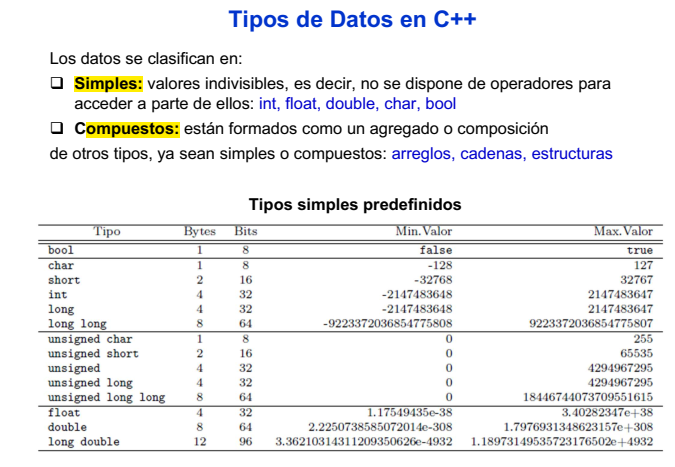 Tipos de Datos en C++
Los datos se clasifican en:
❑ Simples: valores indivisibles, es decir, no se dispone de operadores para
acceder a parte de ellos: int, float, double, char, bool
❑ Compuestos: están formados como un agregado o composición
de otros tipos, ya sean simples o compuestos: arreglos, cadenas, estructuras
Tipos simples predefinidos
Tipo Bytes Bits Min.Valor Max.Valor
bool 1 8 false true
char 1 8 -128 127
short 2 16 -32768 32767
int 4 32 -2147483648 2147483647
long 4 32 -2147483648 2147483647
long long 8 64 -9223372036854775808 9223372036854775807
unsigned char 1 8 0 255
unsigned short 2 16 0 65535
unsigned 4 32 0 4294967295
unsigned long 4 32 0 4294967295
unsigned long long 8 64 0 18446744073709551615
float 4 32 1.17549435e-38 3.40282347e+38
double 8 64 2.2250738585072014e-308 1.7976931348623157e+308
long double 12 96 3.36210314311209350626e-4932 1.18973149535723176502e+4932